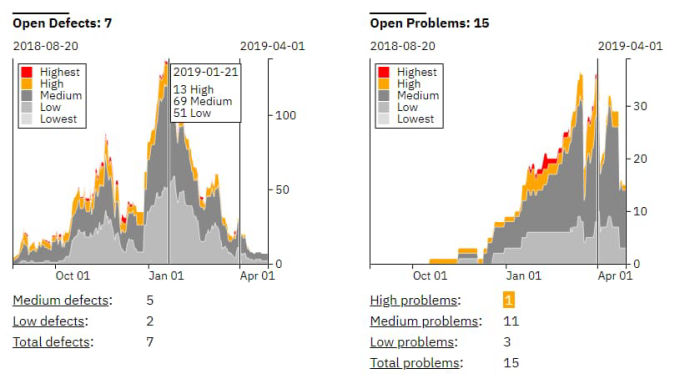 Open Defects: 7
2018-08-20 2019-04-01
Highest
High
Medium
Low
Lowest
2019-01-21
13 High
69 Medium
51 Low
100
50
0
Oct 01 Jan 01 Apr 01
Medium defects: 5
Low defects: 2
Total defects: 7
Open Problems: 15
2018-08-20 2019-04-01
Highest
High
Medium
Low
Lowest
30
20
10
0
Oct 01 Jan 01 Apr 01
High problems: 1
Medium problems: 11
Low problems: 3
Total problems: 15